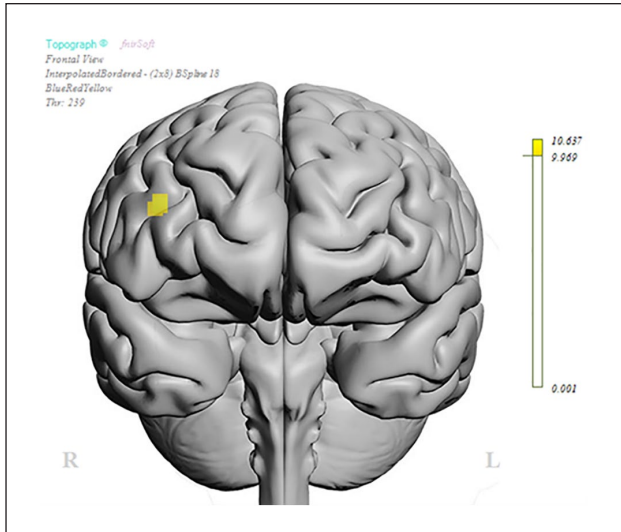 Topograph ® fnirSoft
Frontal View
InterpolatedBordered - (2x8) BSpline 18
BlueRedYellow
Thr: 239
10.637
9.969
0.001
R L